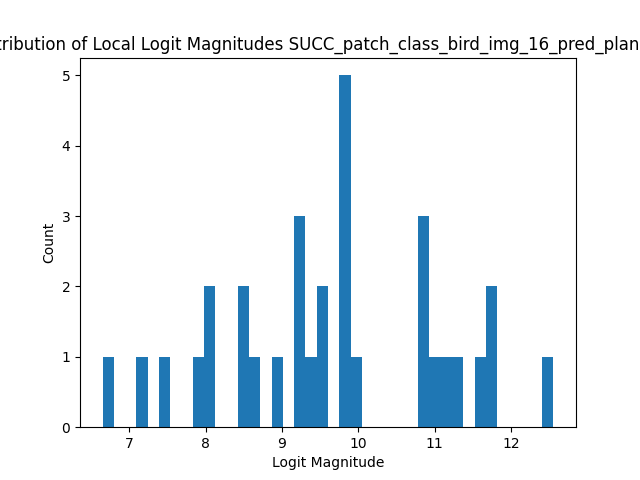 tribution of Local Logit Magnitudes SUCC_patch_class_bird_img_16_pred_plan
5
4
3
2
1
0
Count
7 8 9 10 11 12
Logit Magnitude